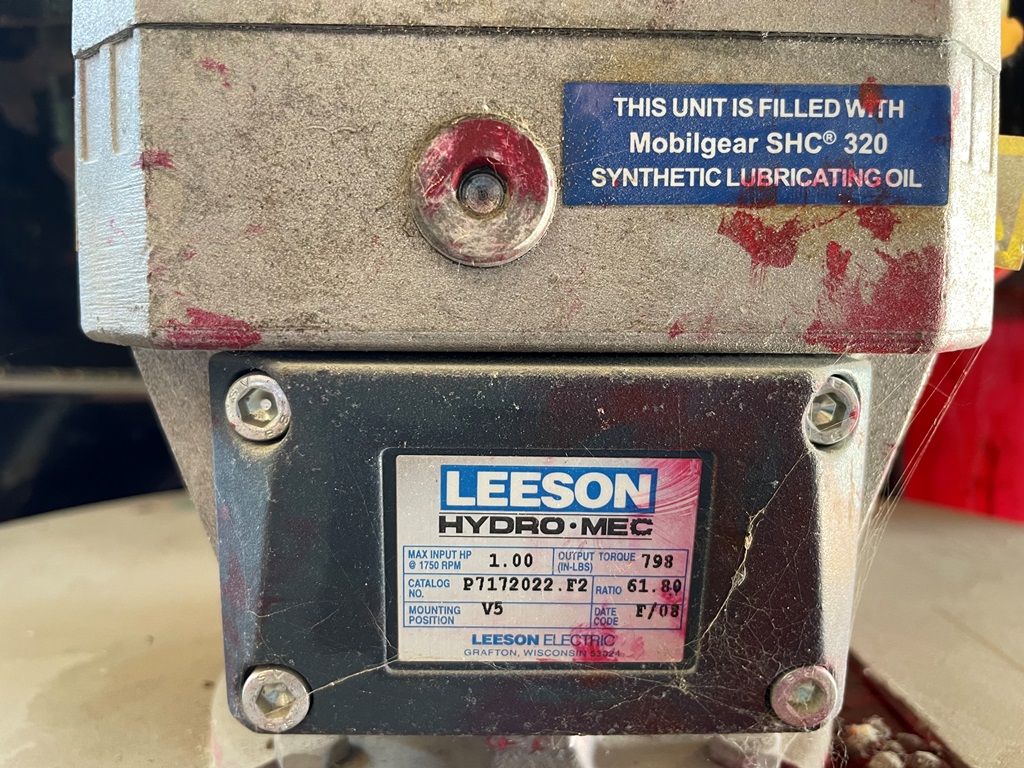 THIS UNIT IS FILLED WITH
Mobilgear SHC® 320
SYNTHETIC LUBRICATING OIL
LEESON
HYDRO·MEC
MAX INPUT HP @ 1750 RPM 1.00 OUTPUT TORQUE (IN-LBS) 798
CATALOG NO. P7172022.F2 RATIO 61.80
MOUNTING POSITION V5 DATE CODE F/08
LEESON ELECTRIC
GRAFTON, WISCONSIN 53024